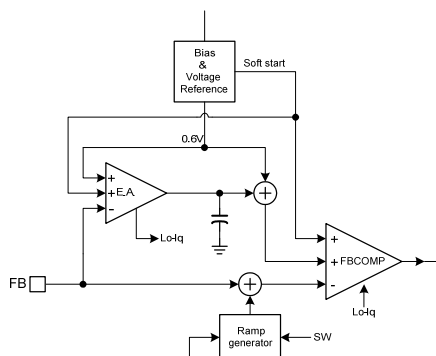 Bias
&
Voltage
Reference
Soft start
0.6V
+
+ E.A.
-
+
Lo-Iq
+
+ FBCOMP
-
FB
+
Lo-Iq
Ramp
generator
SW